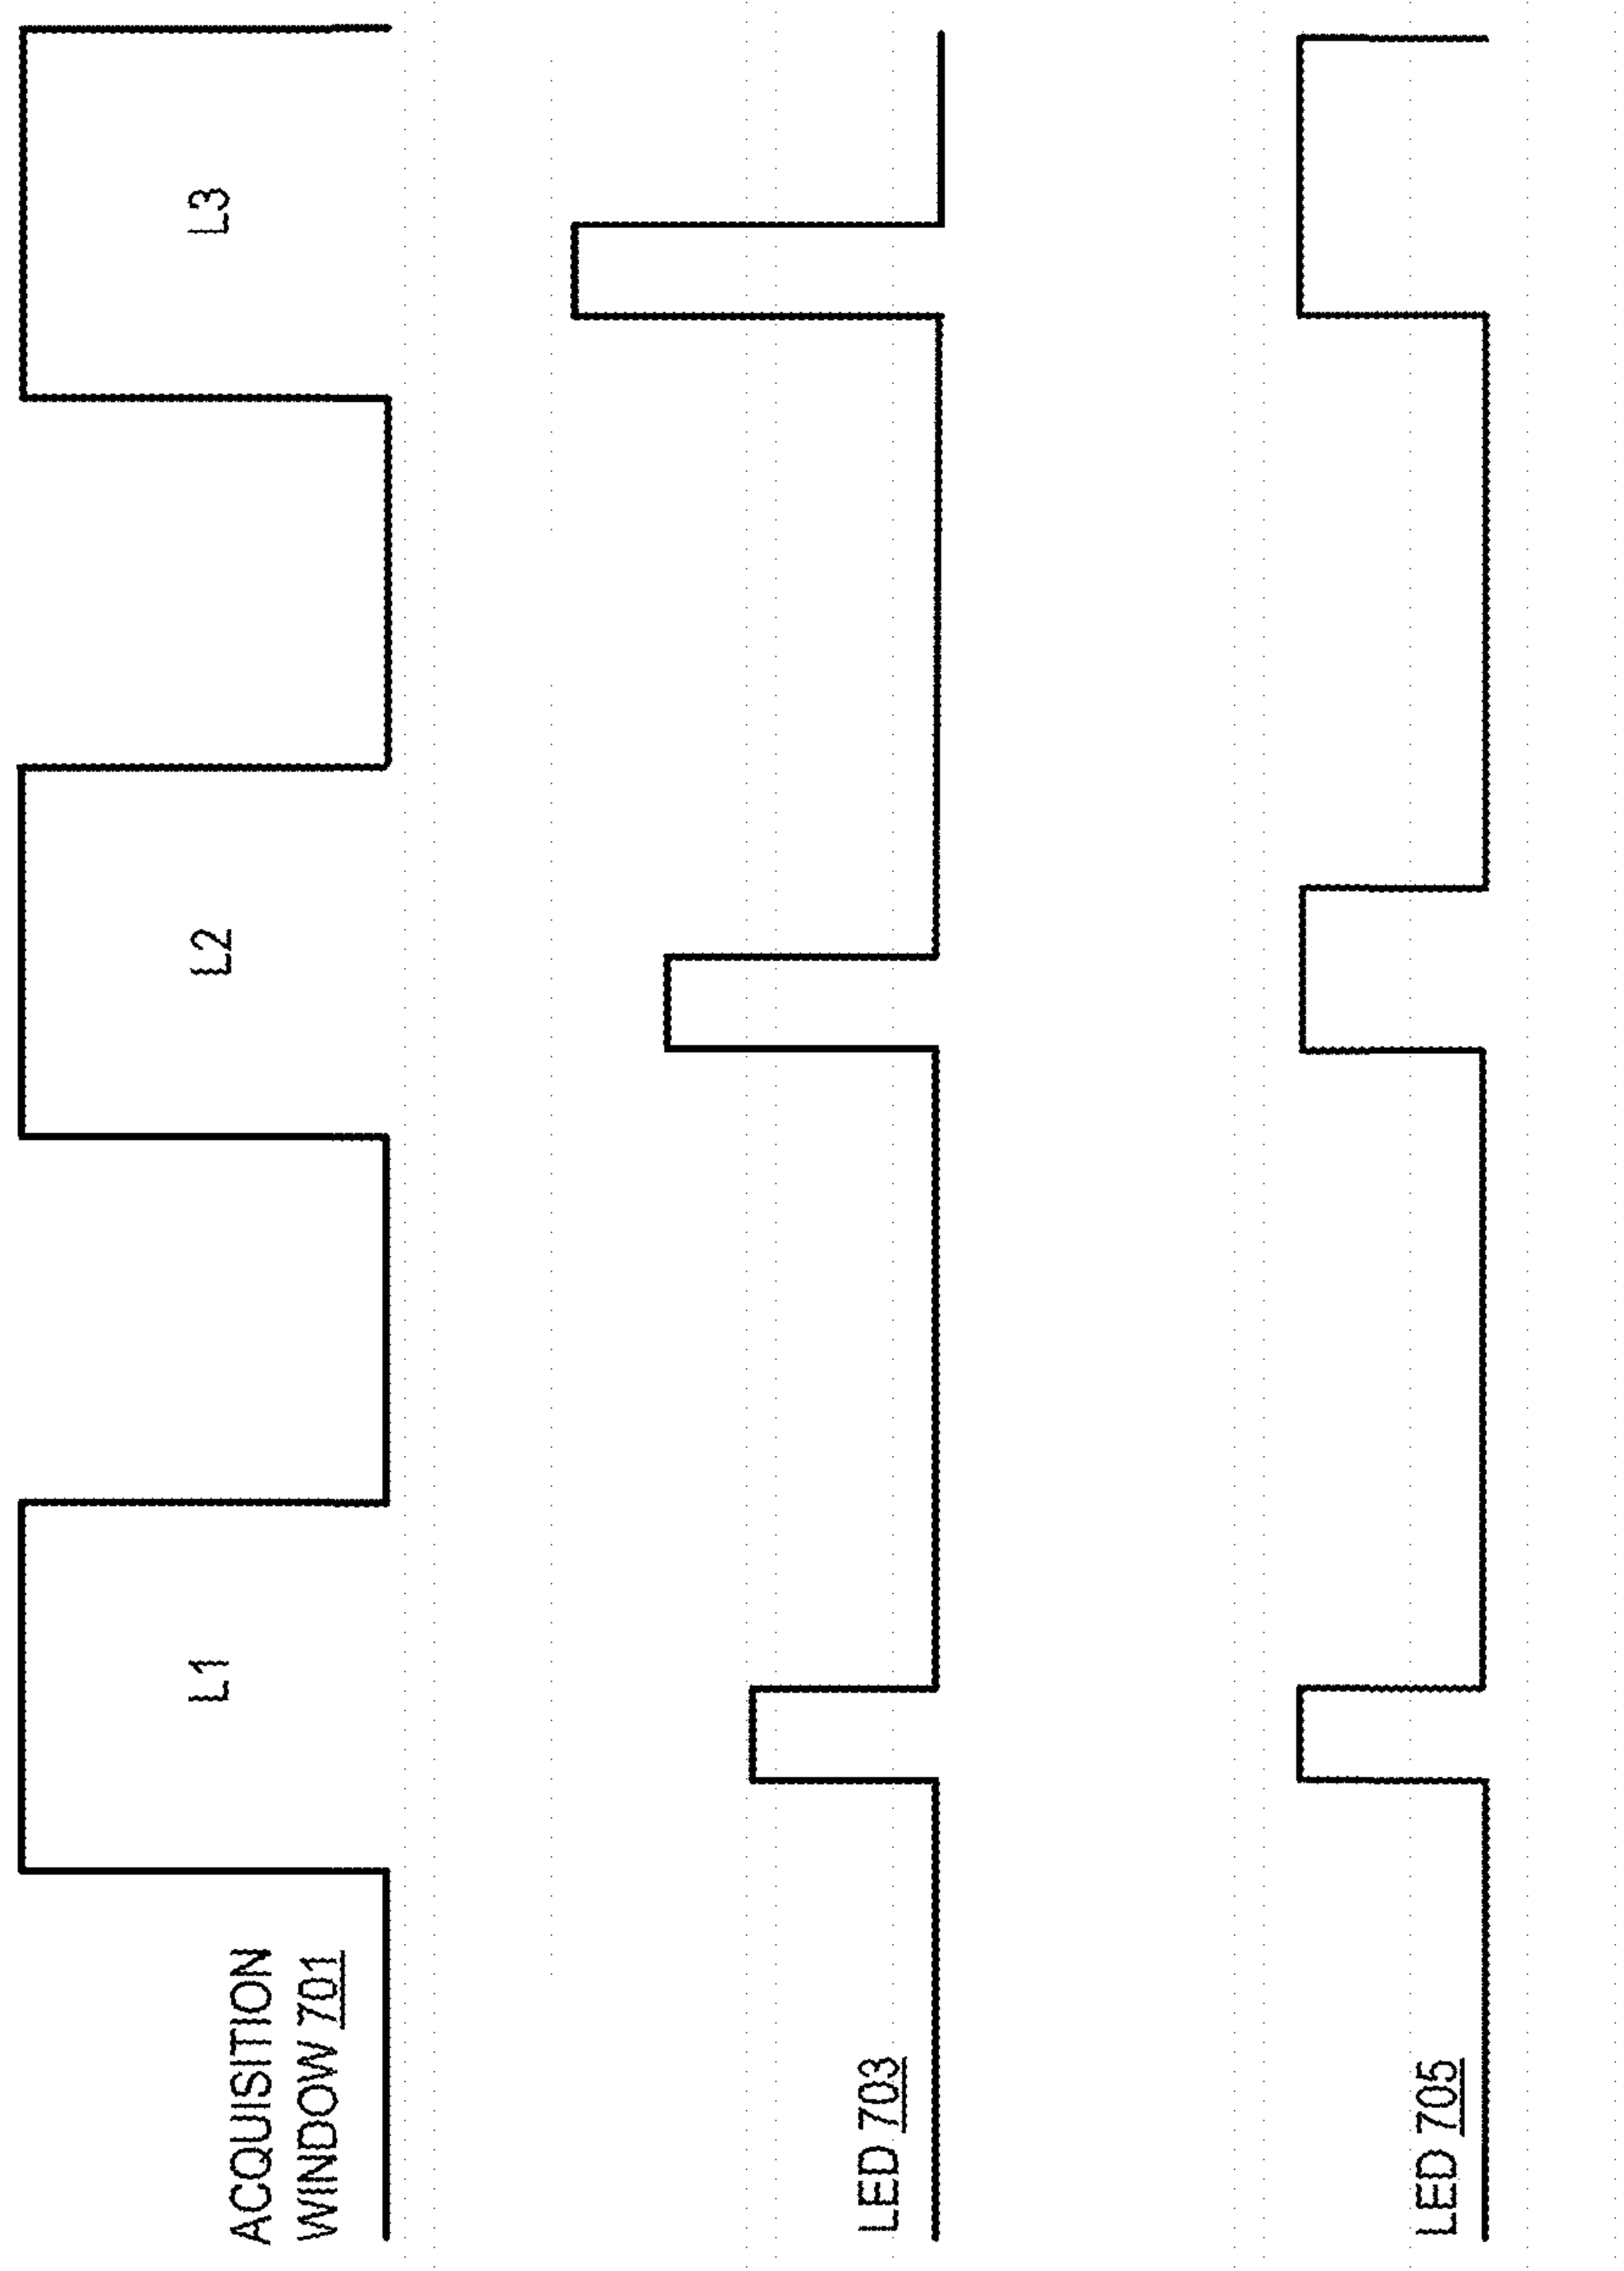 ACQUISITION
WINDOW 701
L1
L2
L3
LED 703
LED 705